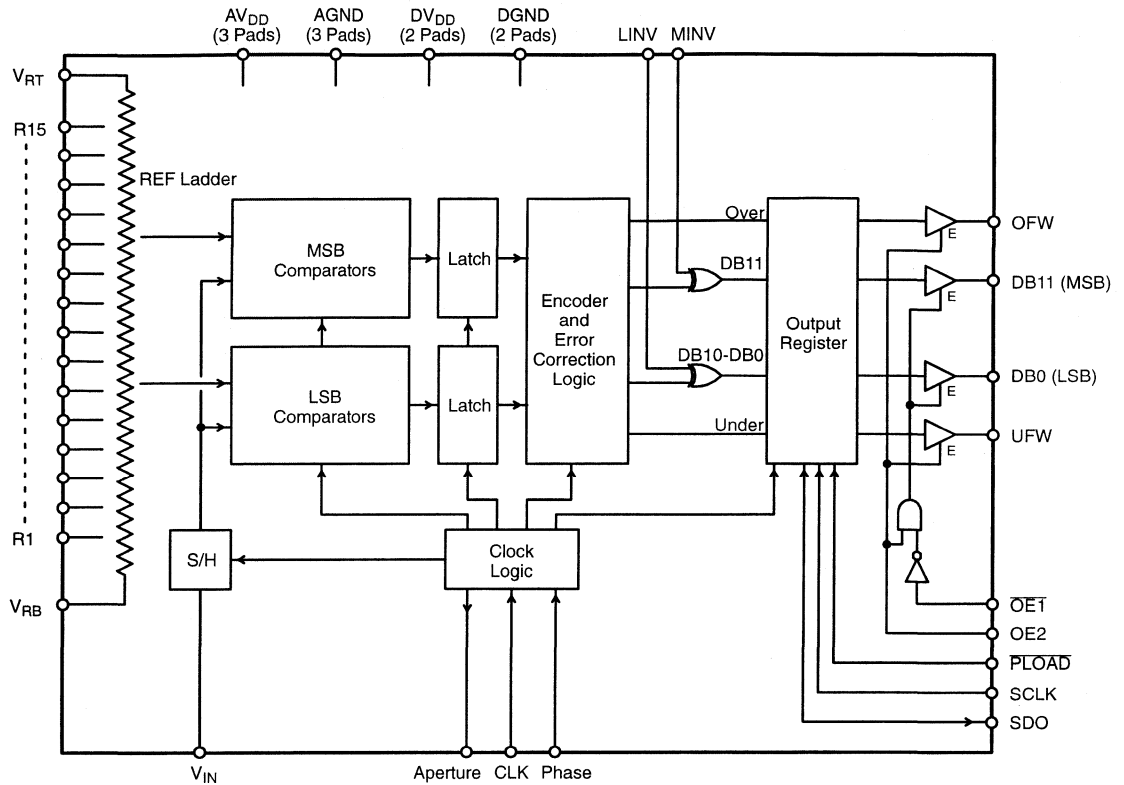 AVDD
(3 Pads)
AGND
(3 Pads)
DVDD
(2 Pads)
DGND
(2 Pads)
LINV
MINV
VRT
R15
REF Ladder
MSB
Comparators
Latch
Encoder
and
Error
Correction
Logic
Over
DB11
DB10-DB0
Under
Output
Register
E
OFW
E
DB11 (MSB)
E
DB0 (LSB)
E
UFW
LSB
Comparators
Latch
R1
VRB
S/H
Clock
Logic
OE1
OE2
PLOAD
SCLK
SDO
VIN
Aperture
CLK
Phase